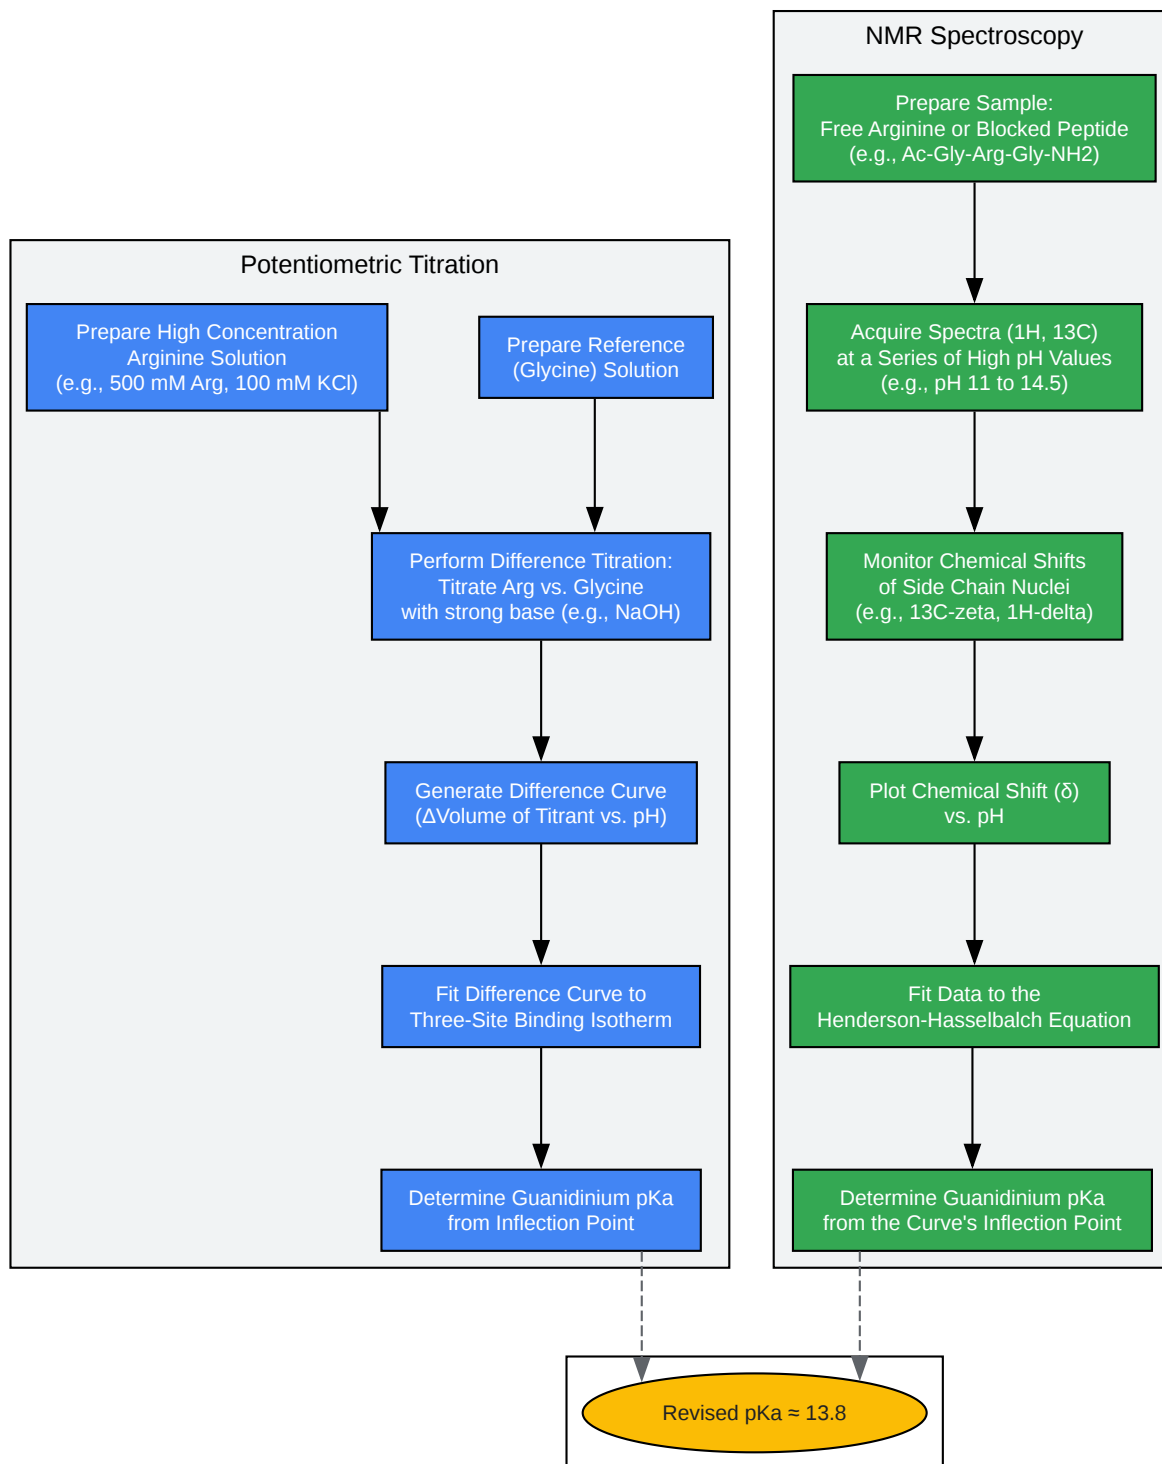 Potentiometric Titration
Prepare High Concentration
Arginine Solution
(e.g., 500 mM Arg, 100 mM KCl)
Prepare Reference
(Glycine) Solution
Perform Difference Titration:
Titrate Arg vs. Glycine
with strong base (e.g., NaOH)
Generate Difference Curve
(ΔVolume of Titrant vs. pH)
Fit Difference Curve to
Three-Site Binding Isotherm
Determine Guanidinium pKa
from Inflection Point
NMR Spectroscopy
Prepare Sample:
Free Arginine or Blocked Peptide
(e.g., Ac-Gly-Arg-Gly-NH2)
Acquire Spectra (1H, 13C)
at a Series of High pH Values
(e.g., pH 11 to 14.5)
Monitor Chemical Shifts
of Side Chain Nuclei
(e.g., 13C-zeta, 1H-delta)
Plot Chemical Shift (δ)
vs. pH
Fit Data to the
Henderson-Hasselbalch Equation
Determine Guanidinium pKa
from the Curve's Inflection Point
Revised pKa ≈ 13.8